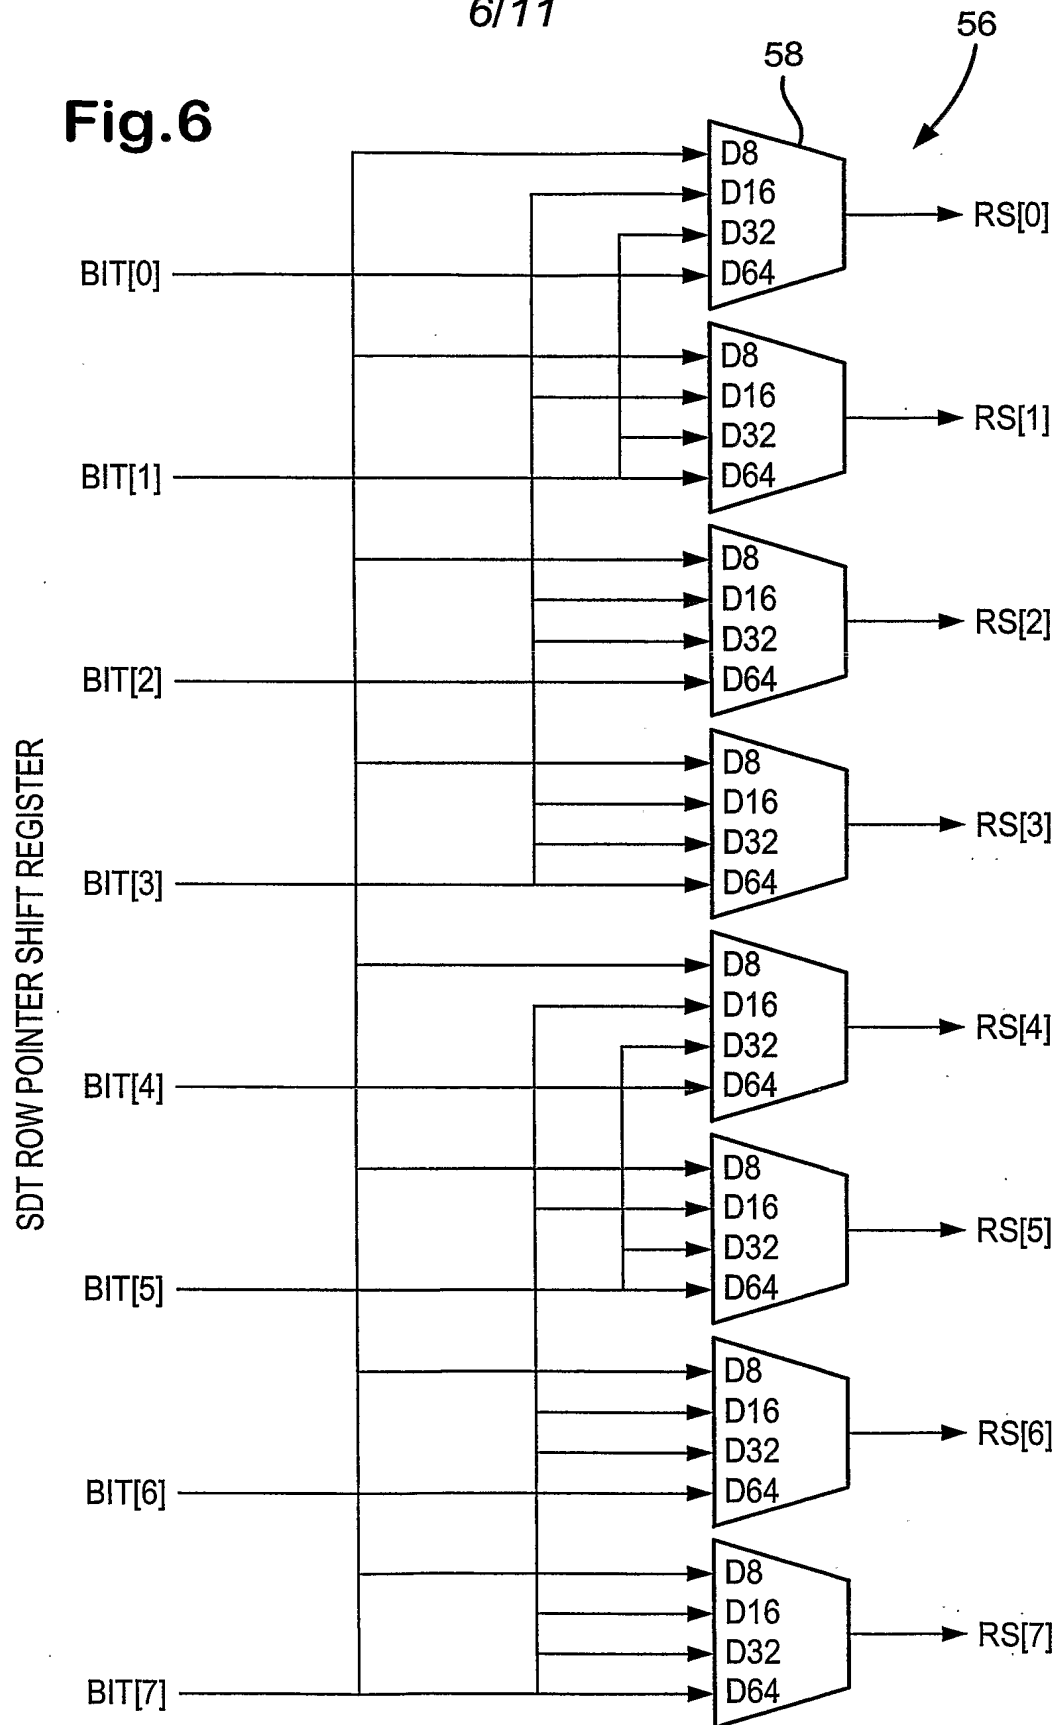 6/11
56
58
Fig.6
D8
D16
D32
D64
BIT[0]
RS[0]
D8
D16
D32
D64
BIT[1]
RS[1]
D8
D16
D32
D64
BIT[2]
RS[2]
D8
D16
D32
D64
BIT[3]
RS[3]
SDT ROW POINTER SHIFT REGISTER
D8
D16
D32
D64
BIT[4]
RS[4]
D8
D16
D32
D64
BIT[5]
RS[5]
D8
D16
D32
D64
BIT[6]
RS[6]
D8
D16
D32
D64
BIT[7]
RS[7]